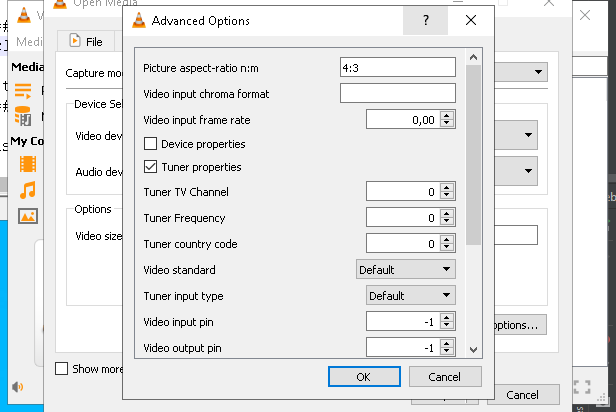 Open Media
Advanced Options
?
Media
File
Picture aspect-ratio n:m
4:3
Capture mo
Video input chroma format
Media
Device Sel
Video input frame rate
0,00
Video devi
Device properties
My Co
Audio dev
Tuner properties
Tuner TV Channel
0
Options
Tuner Frequency
0
Video size
Tuner country code
0
Video standard
Default
Tuner input type
Default
Video input pin
-1
options...
Video output pin
-1
Show more
OK
Cancel
Cancel